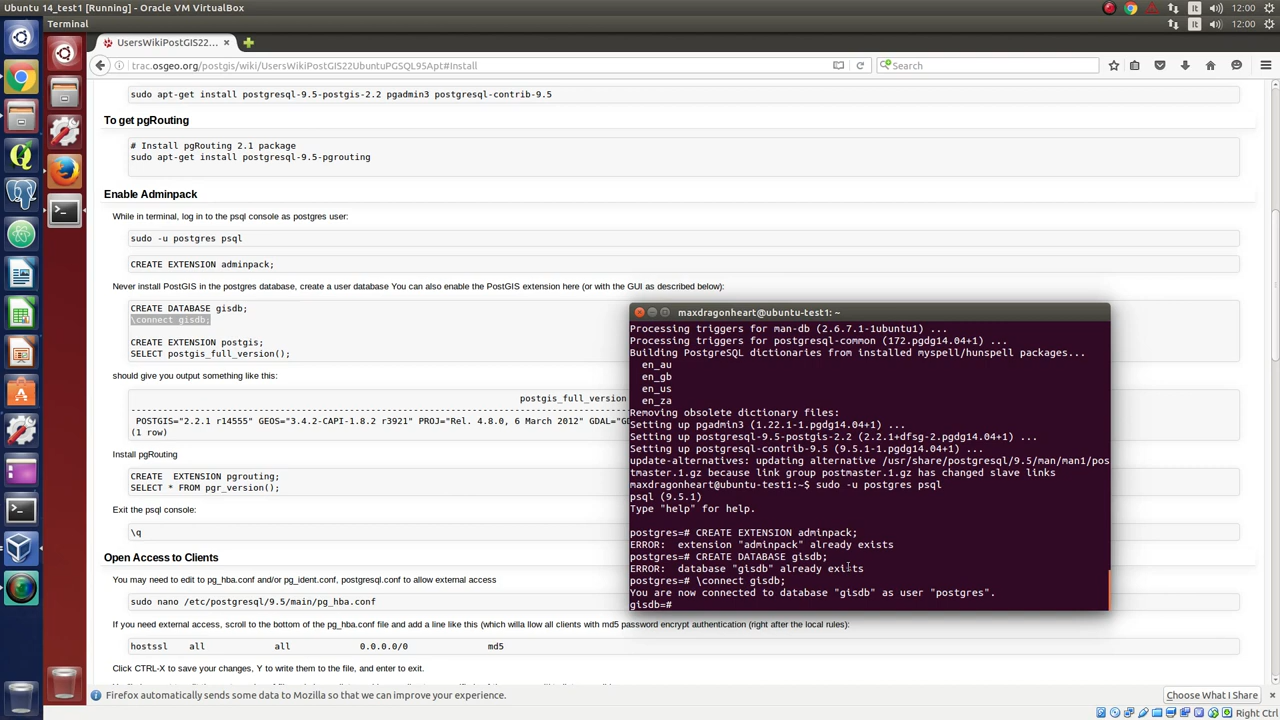 Ubuntu 14_test1 [Running] - Oracle VM VirtualBox
It
12:00
Terminal
It
12:00
UsersWikiPostGIS22...
trac.osgeo.org/postgis/wiki/UsersWikiPostGIS22UbuntuPGSQL95Apt#Install
Search
sudo apt-get install postgresql-9.5-postgis-2.2 pgadmin3 postgresql-contrib-9.5
To get pgRouting
# Install pgRouting 2.1 package
sudo apt-get install postgresql-9.5-pgrouting
Enable Adminpack
While in terminal, log in to the psql console as postgres user:
sudo -u postgres psql
CREATE EXTENSION adminpack;
Never install PostGIS in the postgres database, create a user database You can also enable the PostGIS extension here (or with the GUI as described below):
CREATE DATABASE gisdb;
\connect gisdb;
CREATE EXTENSION postgis;
SELECT postgis_full_version();
should give you output something like this:
postgis_full_version
POSTGIS="2.2.1 r14555" GEOS="3.4.2-CAPI-1.8.2 r3921" PROJ="Rel. 4.8.0, 6 March 2012" GDAL="GD
(1 row)
Install pgRouting
CREATE  EXTENSION pgrouting;
SELECT * FROM pgr_version();
Exit the psql console:
\q
Open Access to Clients
You may need to edit to pg_hba.conf and/or pg_ident.conf, postgresql.conf to allow external access
sudo nano /etc/postgresql/9.5/main/pg_hba.conf
If you need external access, scroll to the bottom of the pg_hba.conf file and add a line like this (which willa llow all clients with md5 password encrypt authentication (right after the local rules):
hostssl    all    all    0.0.0.0/0    md5
Click CTRL-X to save your changes, Y to write them to the file, and enter to exit.
maxdragonheart@ubuntu-test1: ~
Processing triggers for man-db (2.6.7.1-1ubuntu1) ...
Processing triggers for postgresql-common (172.pgdg14.04+1) ...
Building PostgreSQL dictionaries from installed myspell/hunspell packages...
en_au
en_gb
en_us
en_za
Removing obsolete dictionary files:
Setting up pgadmin3 (1.22.1-1.pgdg14.04+1) ...
Setting up postgresql-9.5-postgis-2.2 (2.2.1+dfsg-2.pgdg14.04+1) ...
Setting up postgresql-contrib-9.5 (9.5.1-1.pgdg14.04+1) ...
update-alternatives: updating alternative /usr/share/postgresql/9.5/man/man1/pos
tmaster.1.gz because link group postmaster.1.gz has changed slave links
maxdragonheart@ubuntu-test1:~$ sudo -u postgres psql
psql (9.5.1)
Type "help" for help.
postgres=# CREATE EXTENSION adminpack;
ERROR:  extension "adminpack" already exists
postgres=# CREATE DATABASE gisdb;
ERROR:  database "gisdb" already exists
postgres=# \connect gisdb;
You are now connected to database "gisdb" as user "postgres".
gisdb=#
Firefox automatically sends some data to Mozilla so that we can improve your experience.
Choose What I Share
Right Ctrl